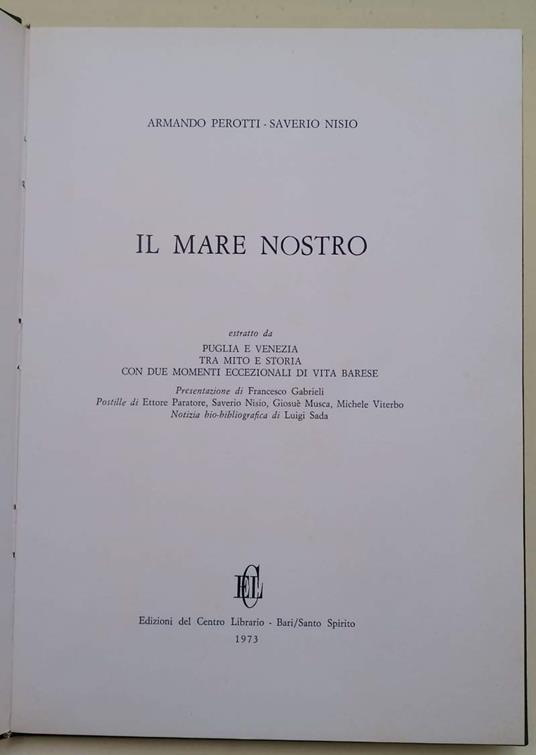 ARMANDO PEROTTI - SAVERIO NISIO
IL MARE NOSTRO
estratto da
PUGLIA E VENEZIA
TRA MITO E STORIA
CON DUE MOMENTI ECCEZIONALI DI VITA BARESE
Presentazione di Francesco Gabrieli
Postille di Ettore Paratore, Saverio Nisio, Giosuè Musca, Michele Viterbo
Notizia bio-bibliografica di Luigi Sada
ECL
Edizioni del Centro Librario - Bari/Santo Spirito
1973